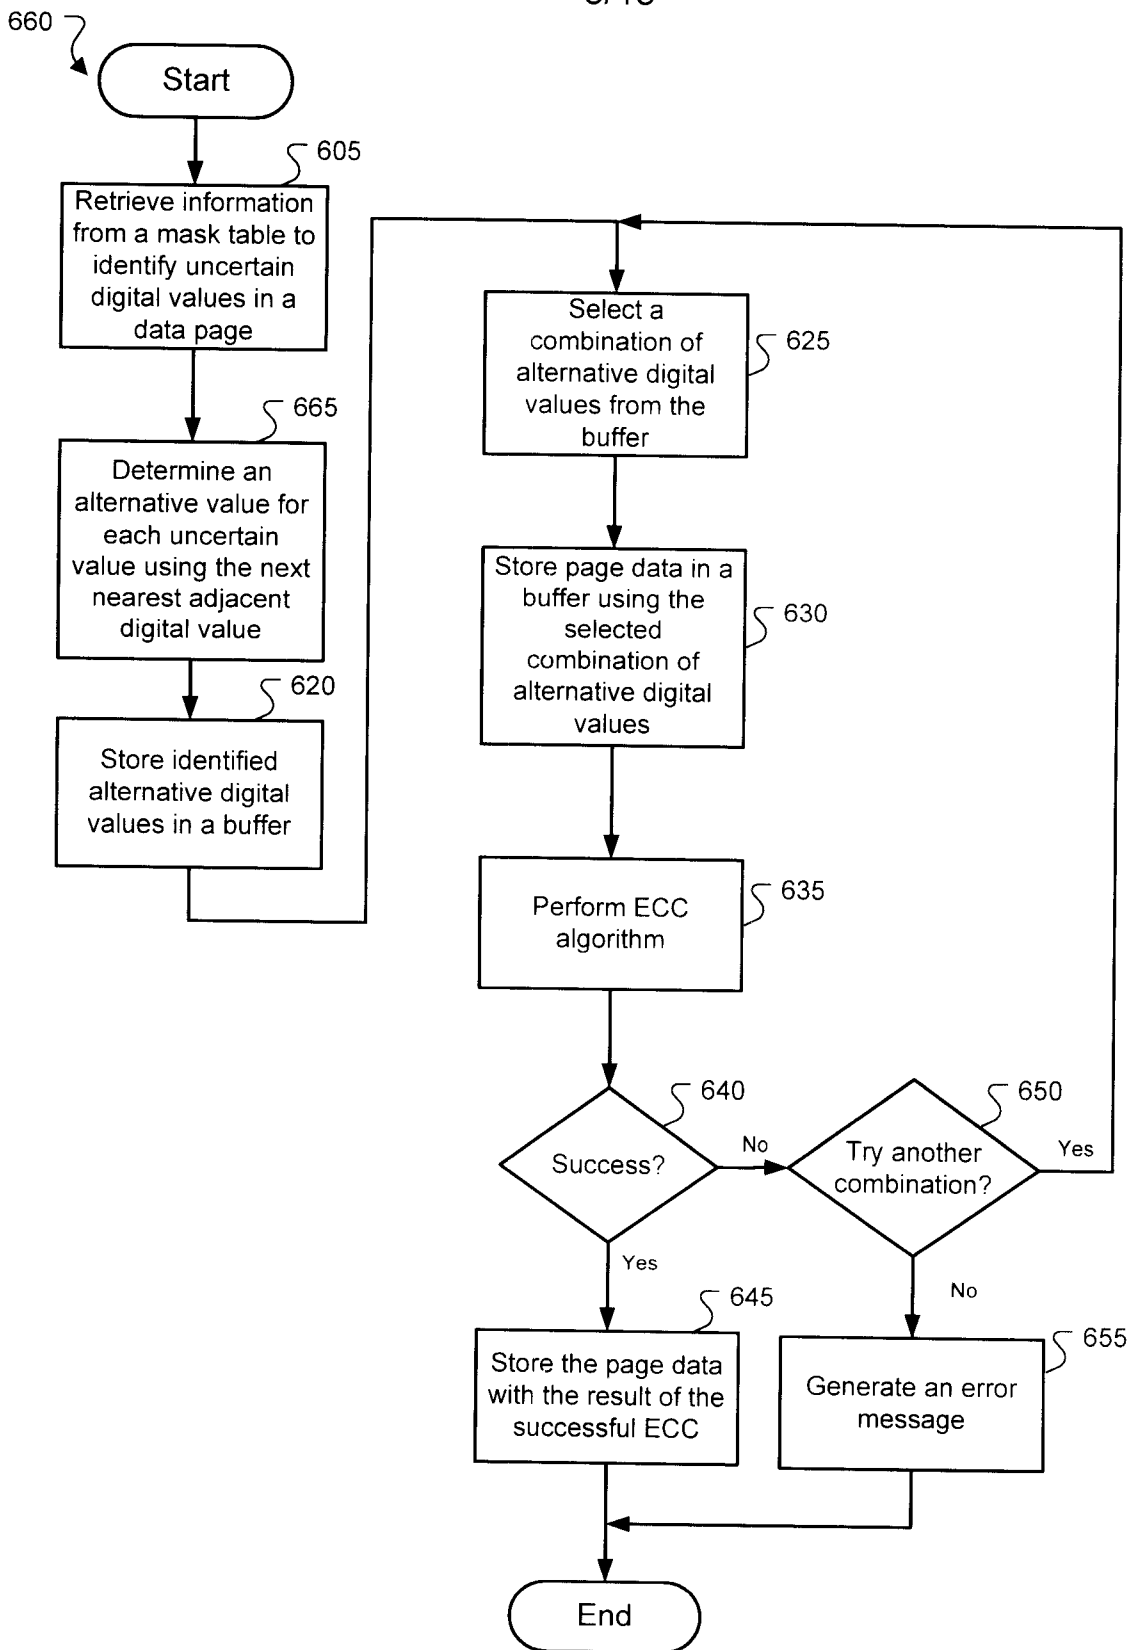 660
Start
605
Retrieve information
from a mask table to
identify uncertain
digital values in a
data page
665
Determine an
alternative value for
each uncertain
value using the next
nearest adjacent
digital value
620
Store identified
alternative digital
values in a buffer
Select a
combination of
alternative digital
values from the
buffer
625
Store page data in a
buffer using the
selected
combination of
alternative digital
values
630
Perform ECC
algorithm
635
Success?
640
No
Yes
Try another
combination?
650
Yes
No
Store the page data
with the result of the
successful ECC
645
Generate an error
message
655
End